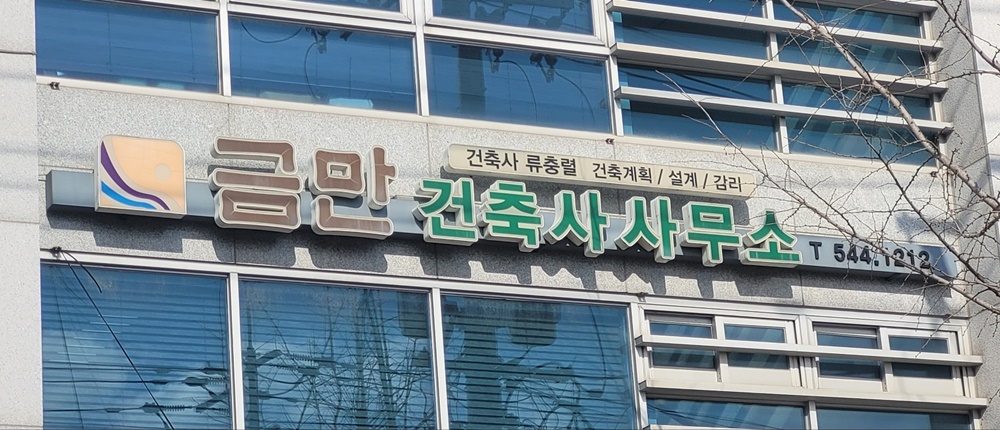 건축사 류충렬 건축계획 / 설계 / 감리
금만 건축사사무소 T 544.1212